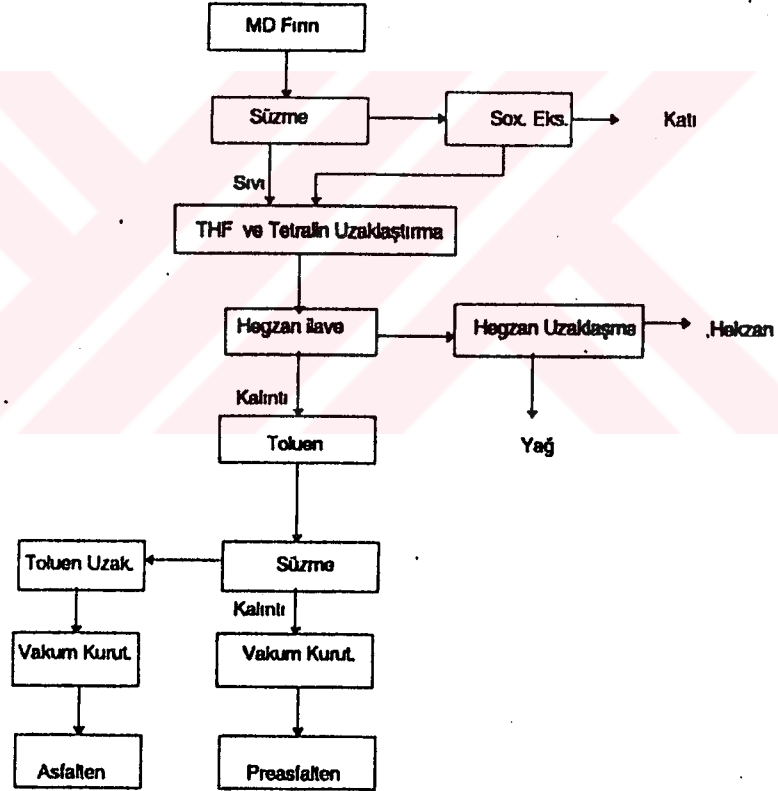 MD Fırın
Süzme
Sox. Eks.
Katı
Sıvı
THF ve Tetralin Uzaklaştırma
Hegzan ilave
Hegzan Uzaklaşma
Hekzan
Kalıntı
Toluen
Yağ
Toluen Uzak.
Süzme
Kalıntı
Vakum Kurut.
Vakum Kurut.
Asfalten
Preasfalten